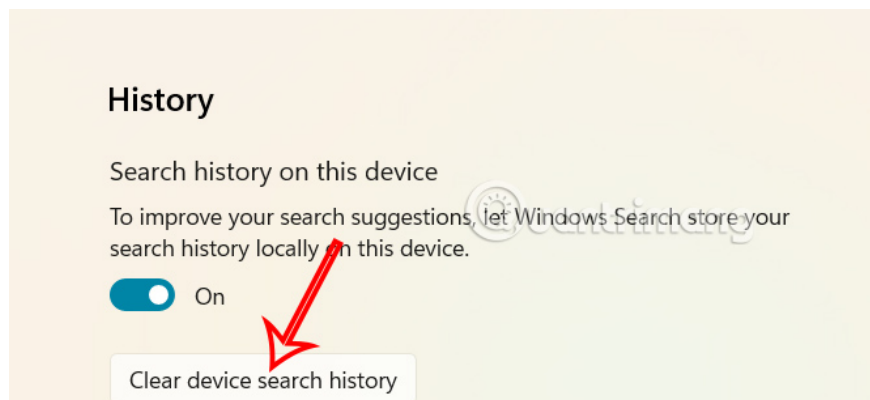 History
Search history on this device
To improve your search suggestions, let Windows Search store your
search history locally on this device.
On
Clear device search history
uantrimang